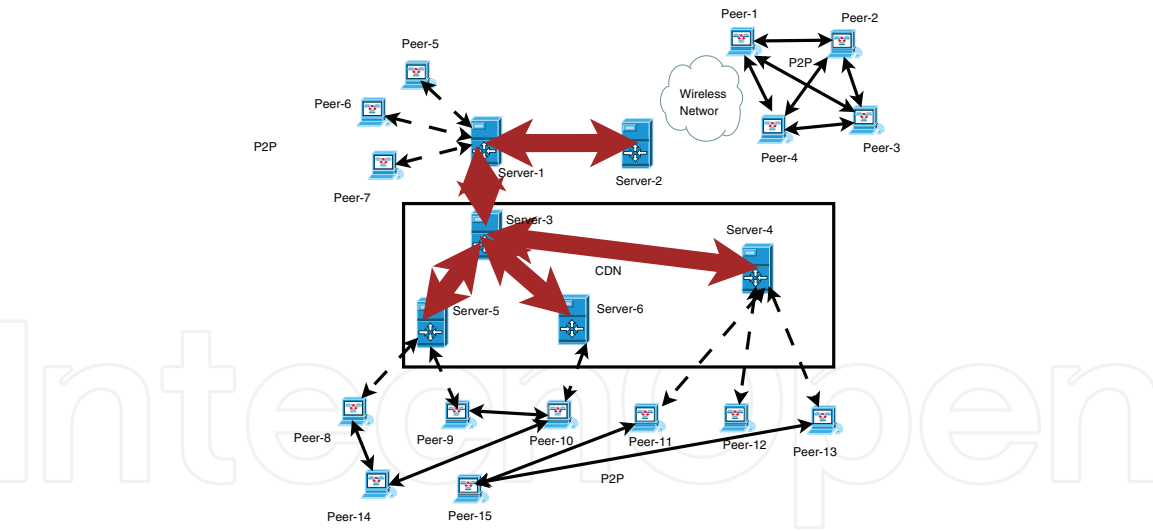 Peer-1
Peer-2
Peer-5
P2P
Peer-6
Wireless
Networ
P2P
Peer-3
Peer-4
Server-1
Server-2
Peer-7
Server-3
Server-4
CDN
Server-5
Server-6
Peer-8
Peer-9
Peer-10
Peer-11
Peer-12
Peer-13
P2P
Peer-14
Peer-15
IntechOpen